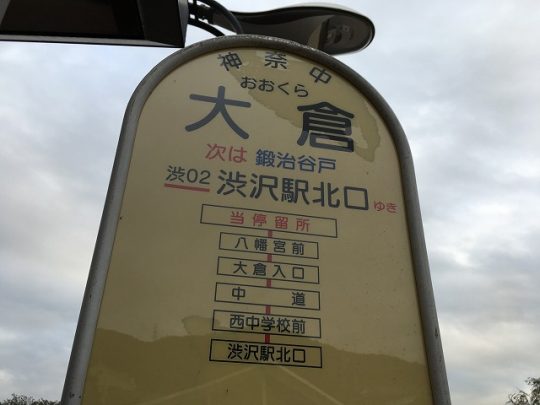 神奈中
おおくら
大倉
次は 鍛治谷戸
渋02 渋沢駅北口 ゆき
当停留所
八幡宮前
大倉入口
中道
西中学校前
渋沢駅北口